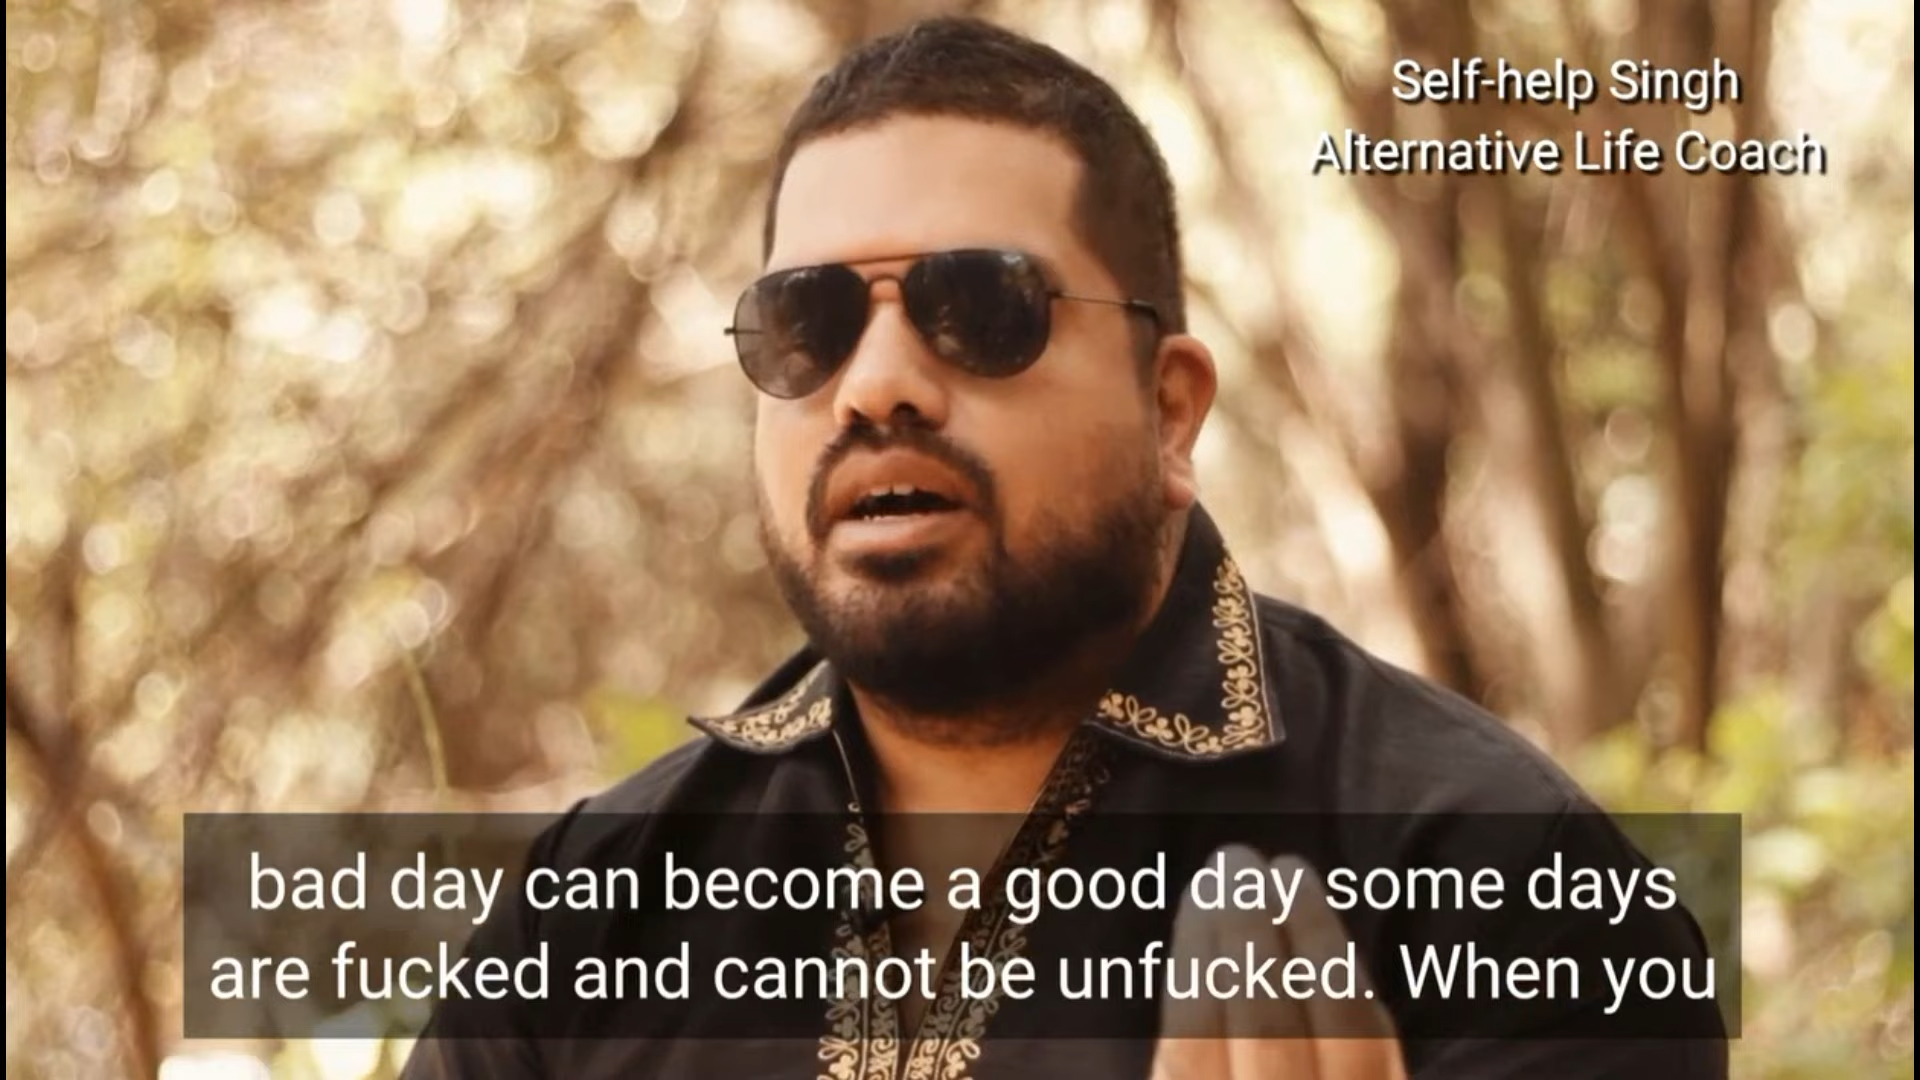 Self-help Singh
Alternative Life Coach
bad day can become a good day some days
are fucked and cannot be unfucked. When you